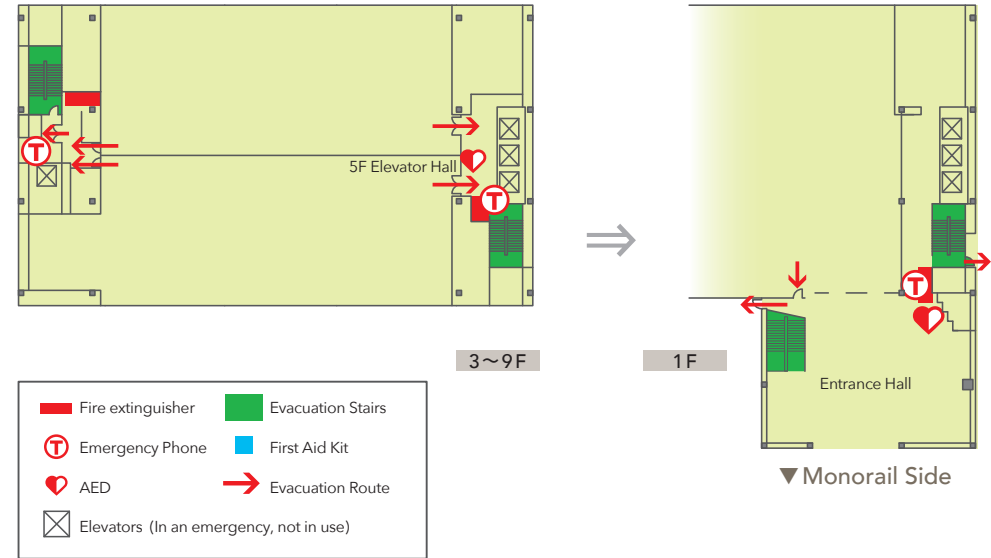 5F Elevator Hall
3～9F
1F
Entrance Hall
▼Monorail Side
Fire extinguisher
Evacuation Stairs
Emergency Phone
First Aid Kit
AED
Evacuation Route
Elevators (In an emergency, not in use)